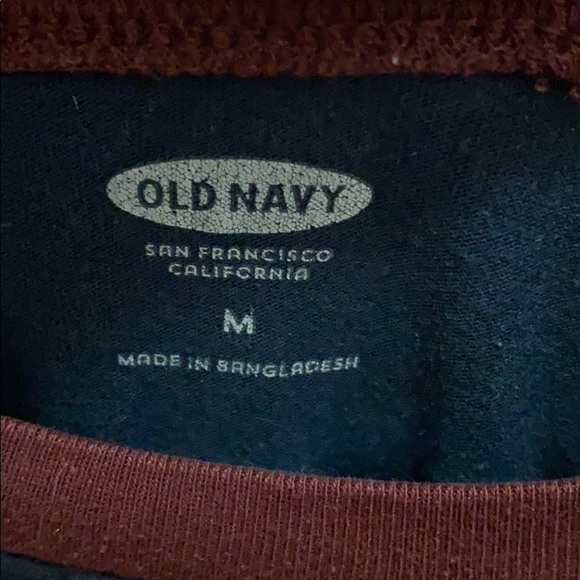 OLD NAVY
SAN FRANCISCO
CALIFORNIA
M
MADE IN BANGLADESH